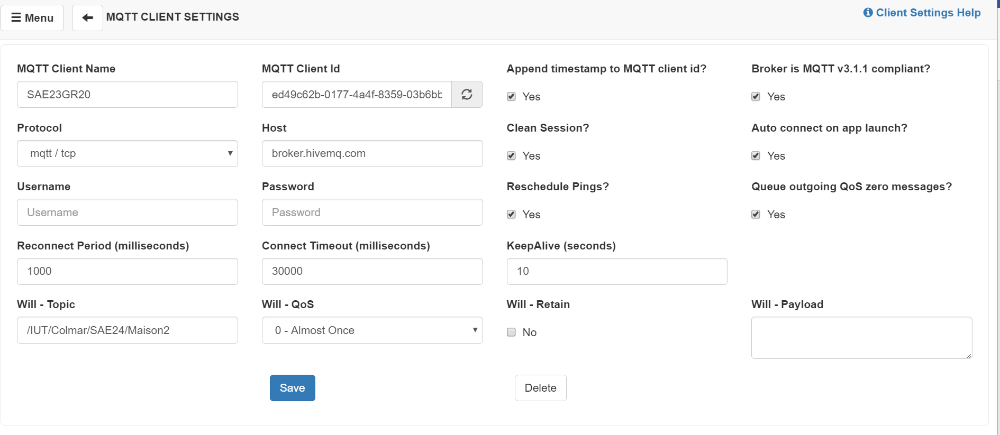 Menu
MQTT CLIENT SETTINGS
Client Settings Help
MQTT Client Name
MQTT Client Id
Append timestamp to MQTT client id?
Broker is MQTT v3.1.1 compliant?
SAE23GR20
ed49c62b-0177-4a4f-8359-03b6bb
Yes
Yes
Protocol
Host
Clean Session?
Auto connect on app launch?
mqtt / tcp
broker.hivemq.com
Yes
Yes
Username
Password
Reschedule Pings?
Queue outgoing QoS zero messages?
Username
Password
Yes
Yes
Reconnect Period (milliseconds)
Connect Timeout (milliseconds)
KeepAlive (seconds)
1000
30000
10
Will - Topic
Will - QoS
Will - Retain
Will - Payload
/IUT/Colmar/SAE24/Maison2
0 - Almost Once
No
Save
Delete